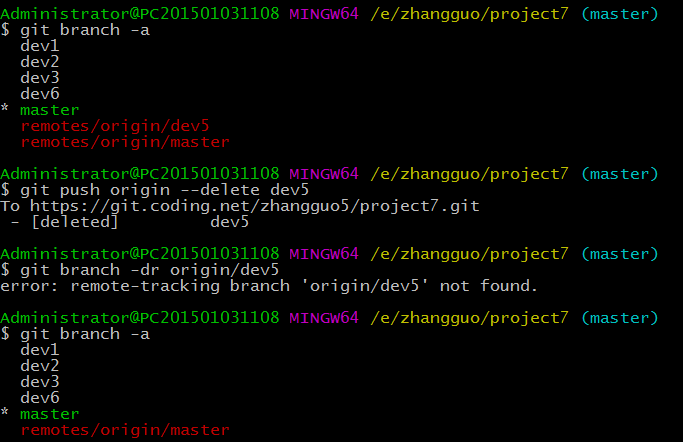 Administrator@PC201501031108 MINGW64 /e/zhangguo/project7 (master)
$ git branch -a
  dev1
  dev2
  dev3
  dev6
* master
  remotes/origin/dev5
  remotes/origin/master
Administrator@PC201501031108 MINGW64 /e/zhangguo/project7 (master)
$ git push origin --delete dev5
To https://git.coding.net/zhangguo5/project7.git
 - [deleted]         dev5
Administrator@PC201501031108 MINGW64 /e/zhangguo/project7 (master)
$ git branch -dr origin/dev5
error: remote-tracking branch 'origin/dev5' not found.
Administrator@PC201501031108 MINGW64 /e/zhangguo/project7 (master)
$ git branch -a
  dev1
  dev2
  dev3
  dev6
* master
  remotes/origin/master